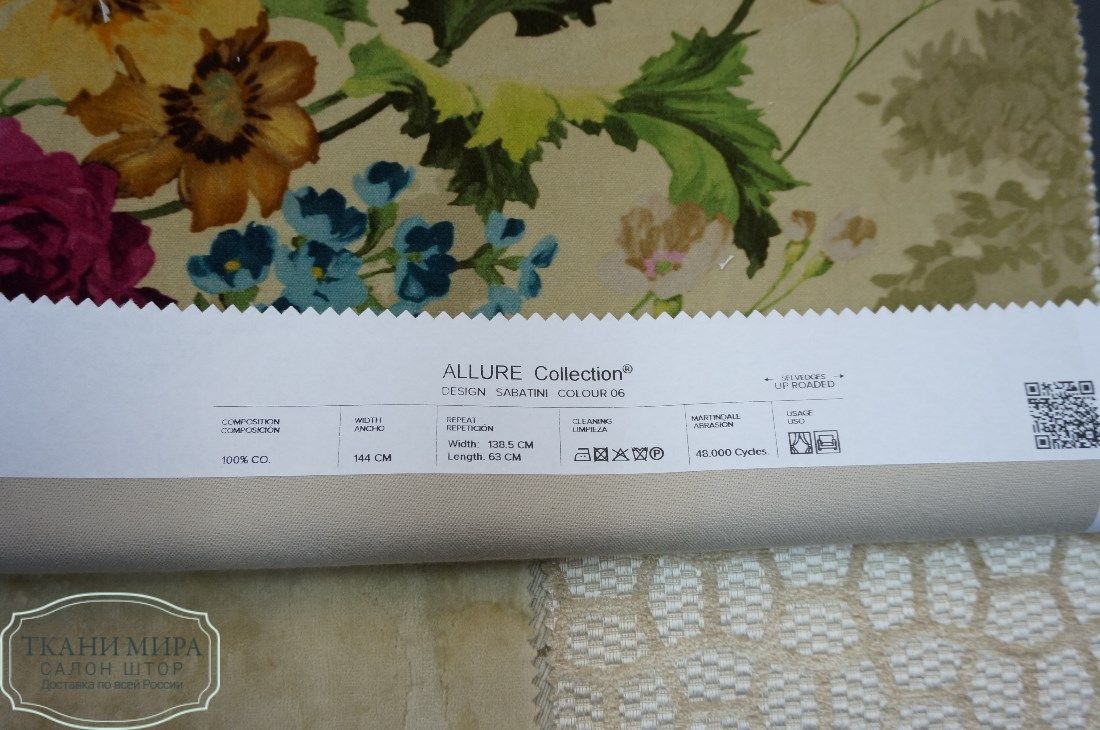 ALLURE Collection®
DESIGN SABATINI COLOUR 06
SELVEDGES
UP ROADED
COMPOSITION
COMPOSICIÓN
100% CO.
WIDTH
ANCHO
144 CM
REPEAT
REPETICIÓN
Width: 138.5 CM
Length. 63 CM
CLEANING
LIMPIEZA
P
MARTINDALE
ABRASION
48.000 Cycles.
USAGE
USO
ТКАНИ МИРА
САЛОН ШТОР
Доставка по всей России